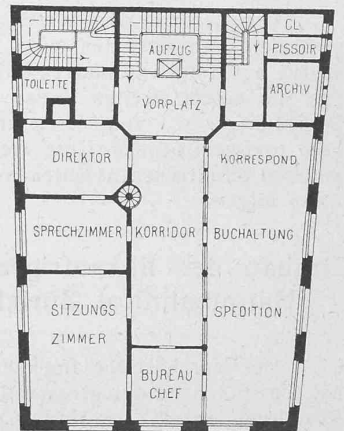 CL.
AUFZUG
PISSOIR
TOILETTE
ARCHIV
VORPLATZ
DIREKTOR
KORRESPOND.
SPRECHZIMMER
KORRIDOR
BUCHALTUNG
SITZUNGS
ZIMMER
SPEDITION
BUREAU
CHEF